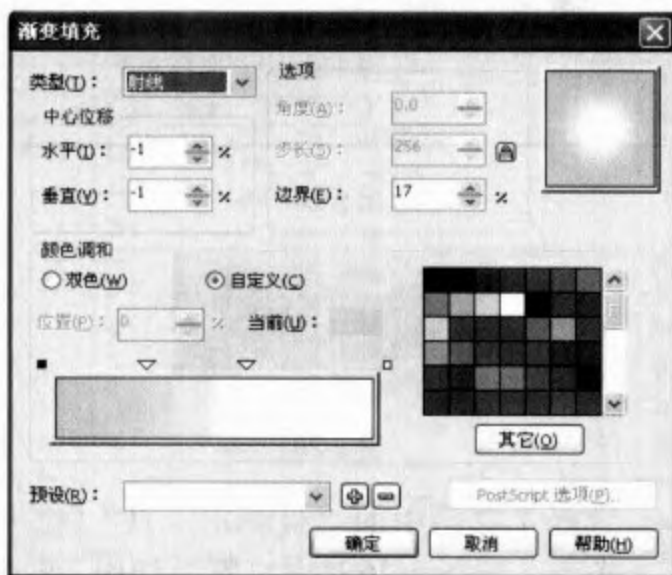 渐变填充
类型(T)： 射线
选项
中心位移
角度(A)： 0.0
水平(I)： -1 %
步长(S)： 256
垂直(V)： -1 %
边界(E)： 17 %
颜色调和
双色(W) 自定义(C)
位置(P)： 0 % 当前(U)：
其它(O)
预设(R)：
PostScript 选项(P)...
确定 取消 帮助(H)